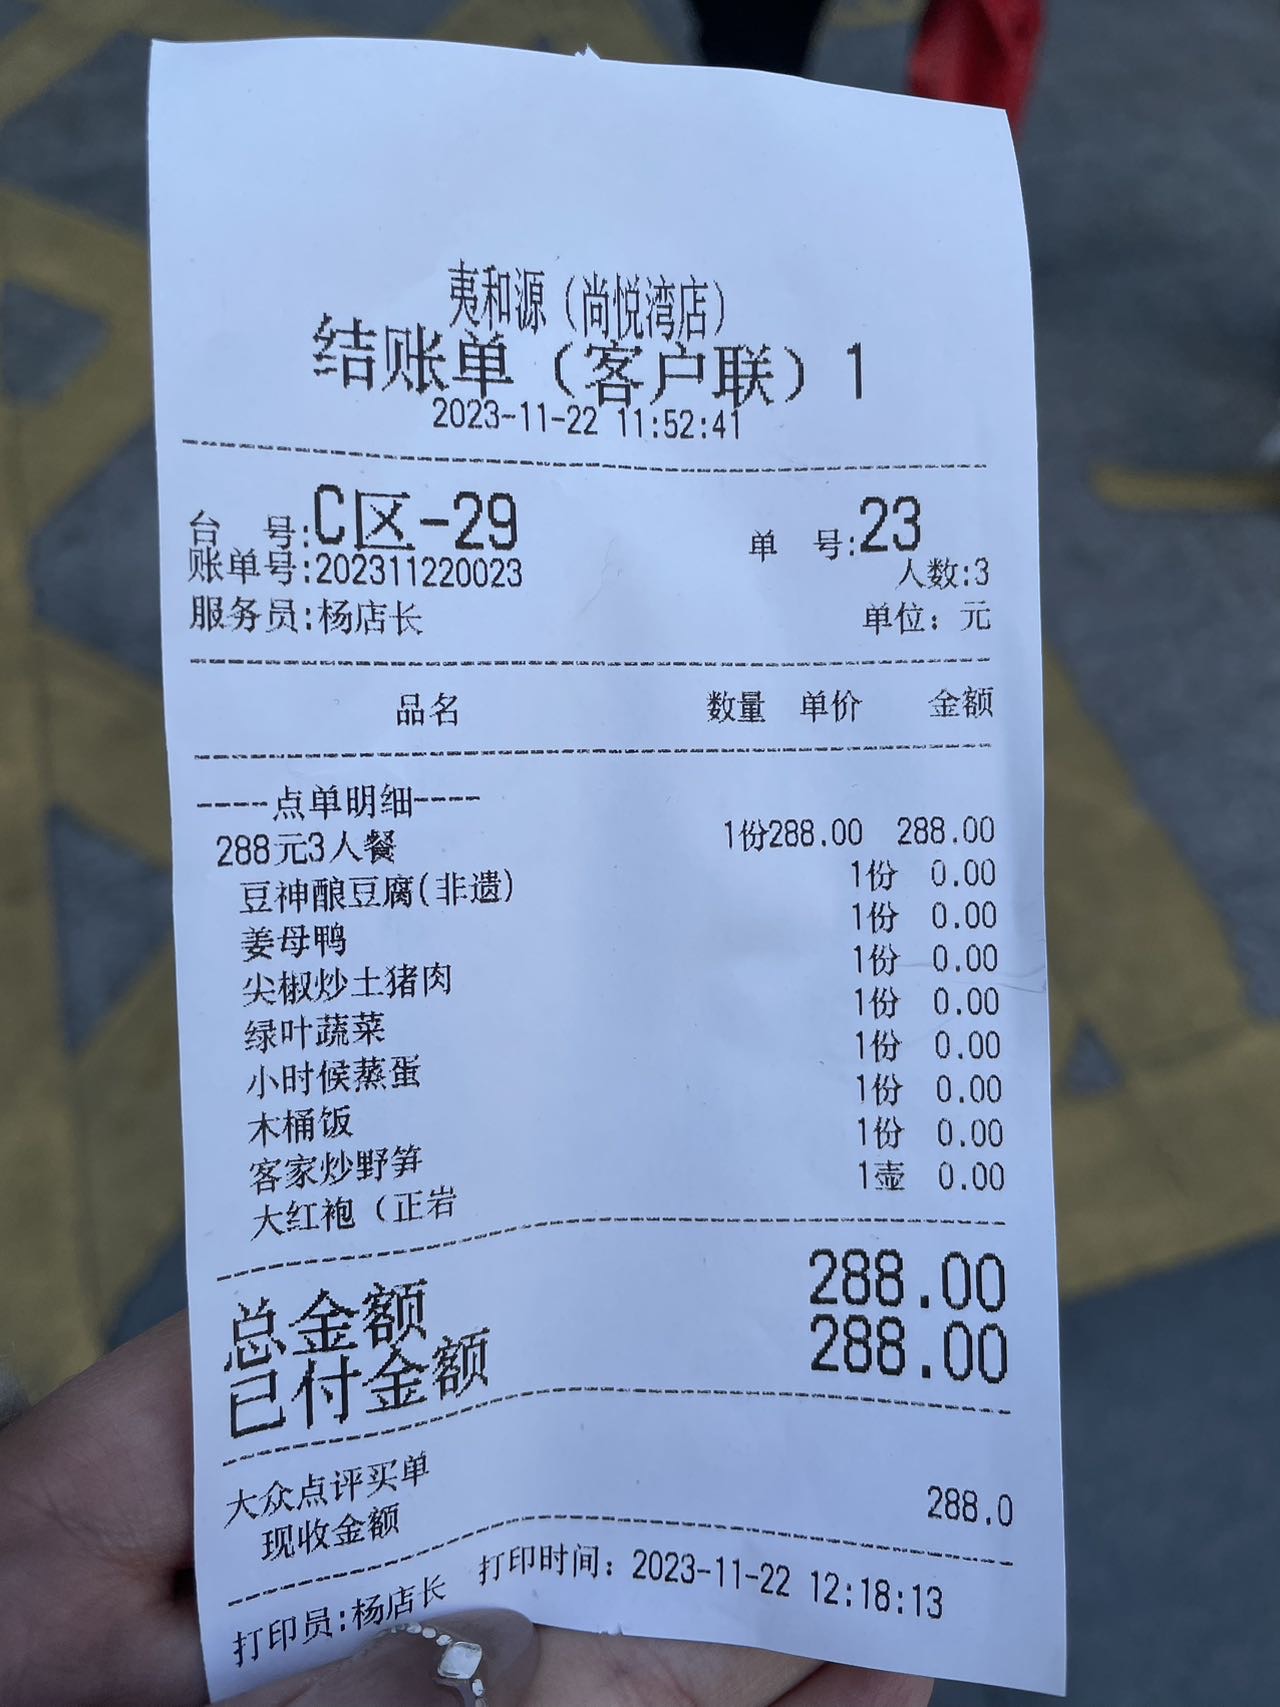 夷和源（尚悦湾店）
结账单（客户联）1
2023-11-22 11:52:41
台 号:C区-29 单 号:23
账单号:202311220023 人数:3
服务员:杨店长 单位：元
品名 数量 单价 金额
----点单明细----
288元3人餐 1份288.00 288.00
豆神酿豆腐(非遗) 1份 0.00
姜母鸭 1份 0.00
尖椒炒土猪肉 1份 0.00
绿叶蔬菜 1份 0.00
小时候蒸蛋 1份 0.00
木桶饭 1份 0.00
客家炒野笋 1份 0.00
大红袍（正岩 1壶 0.00
总金额 288.00
已付金额 288.00
大众点评买单
现收金额 288.0
打印员:杨店长 打印时间：2023-11-22 12:18:13